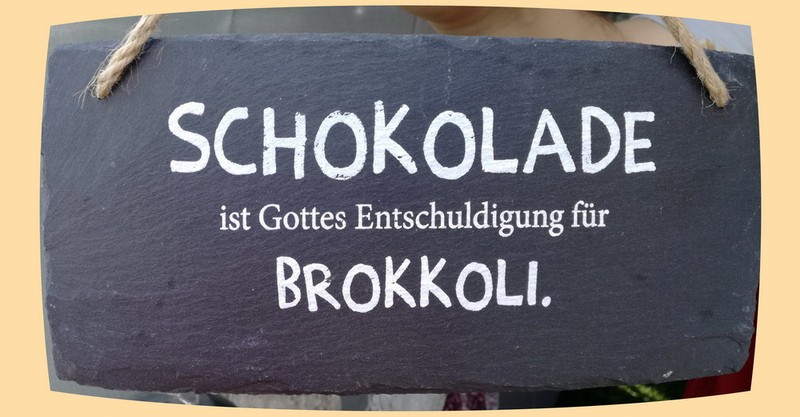 SCHOKOLADE
ist Gottes Entschuldigung für
BROKKOLI.